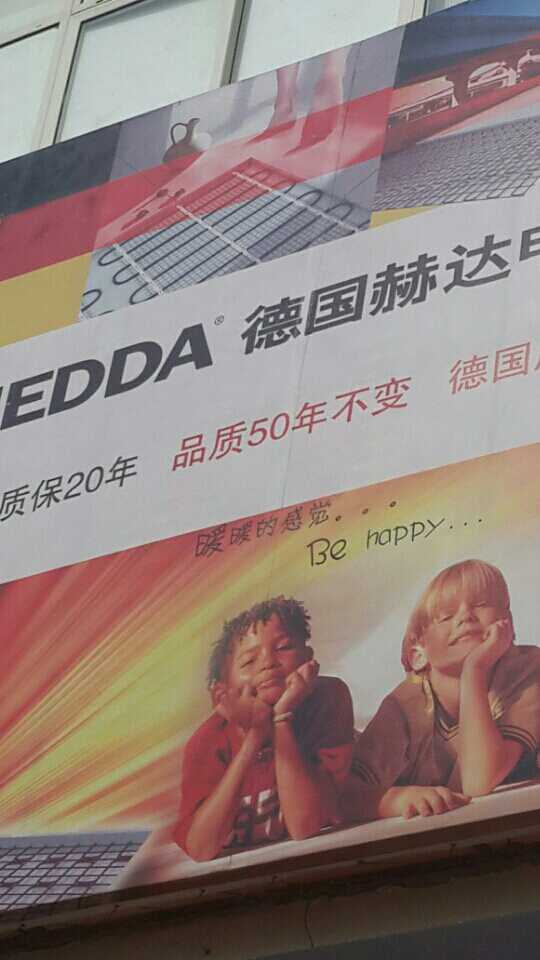 EDDA® 德国赫达
质保20年 品质50年不变 德国
暖暖的感觉。。。
Be happy...